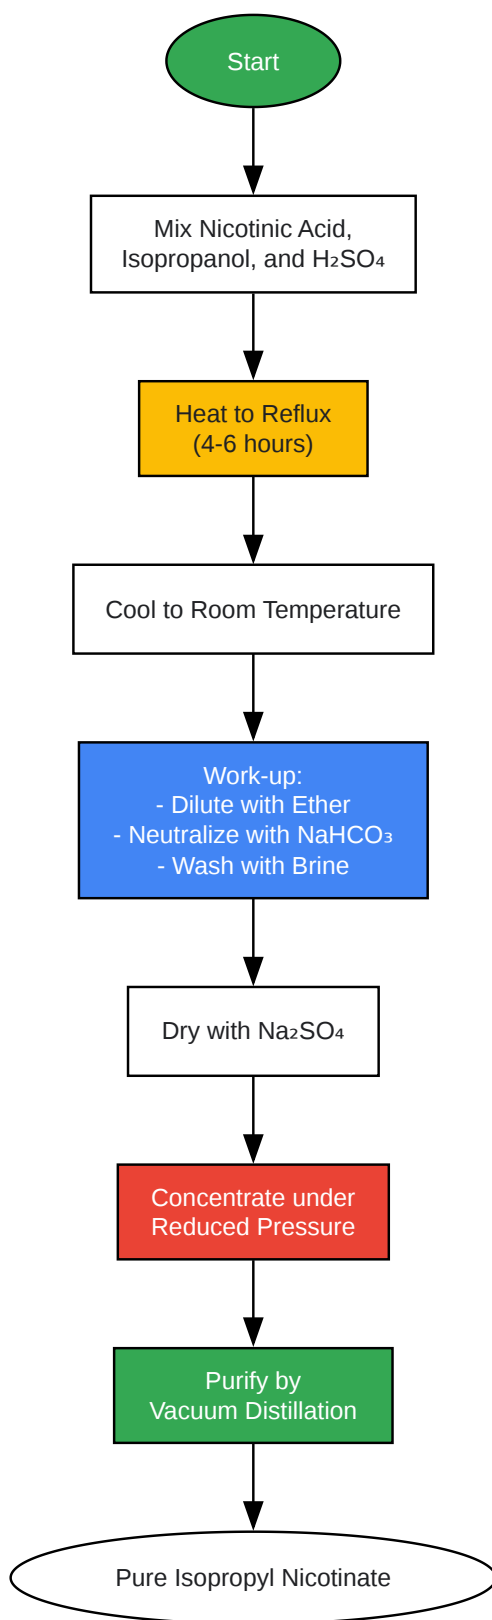 Start
Mix Nicotinic Acid,
Isopropanol, and H₂SO₄
Heat to Reflux
(4-6 hours)
Cool to Room Temperature
Work-up:
- Dilute with Ether
- Neutralize with NaHCO₃
- Wash with Brine
Dry with Na₂SO₄
Concentrate under
Reduced Pressure
Purify by
Vacuum Distillation
Pure Isopropyl Nicotinate